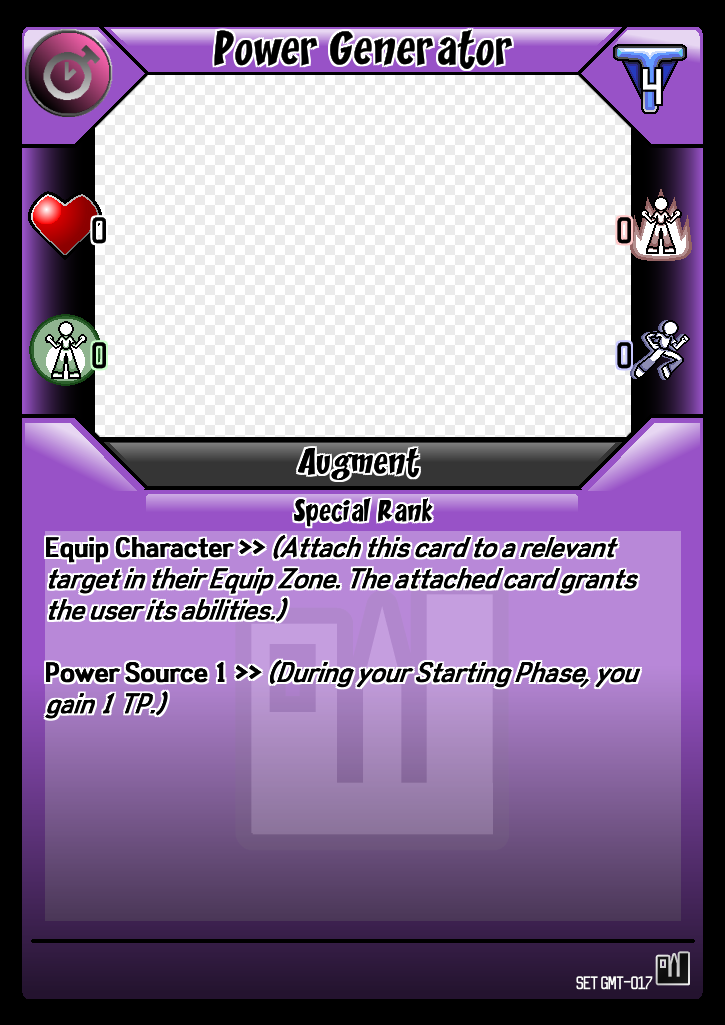 Power Generator
4
0
0
0
0
Augment
Special Rank
Equip Character >> (Attach this card to a relevant
target in their Equip Zone. The attached card grants
the user its abilities.)
Power Source 1 >> (During your Starting Phase, you
gain 1 TP.)
SET GMT-017